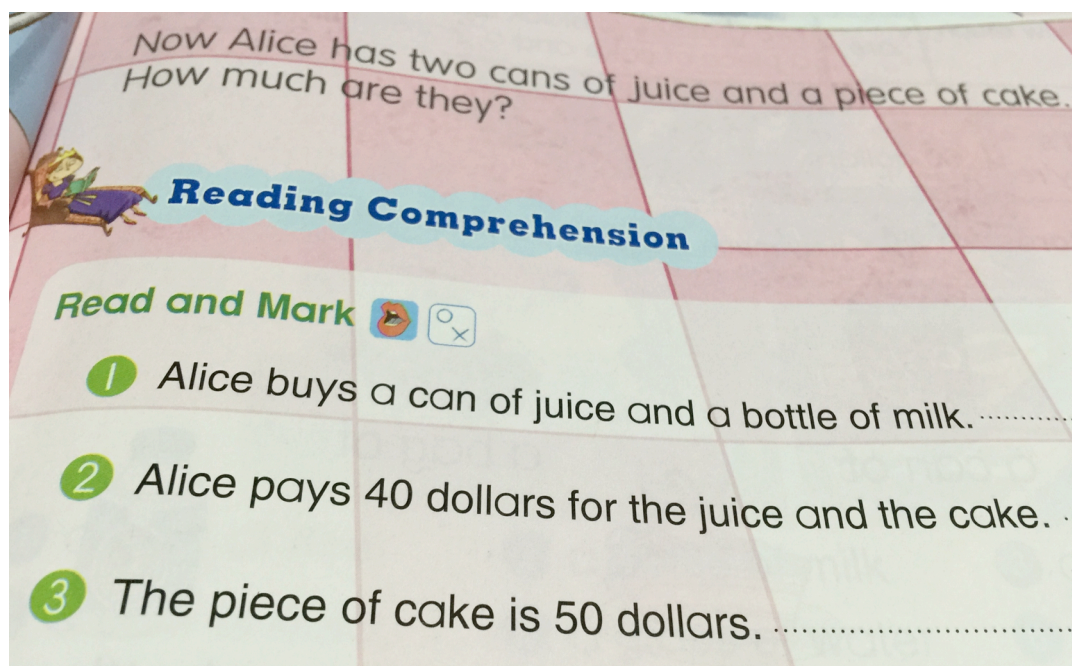 Now Alice has two cans of juice and a piece of cake.
How much are they?
Reading Comprehension
Read and Mark
1 Alice buys a can of juice and a bottle of milk.
2 Alice pays 40 dollars for the juice and the cake.
3 The piece of cake is 50 dollars.